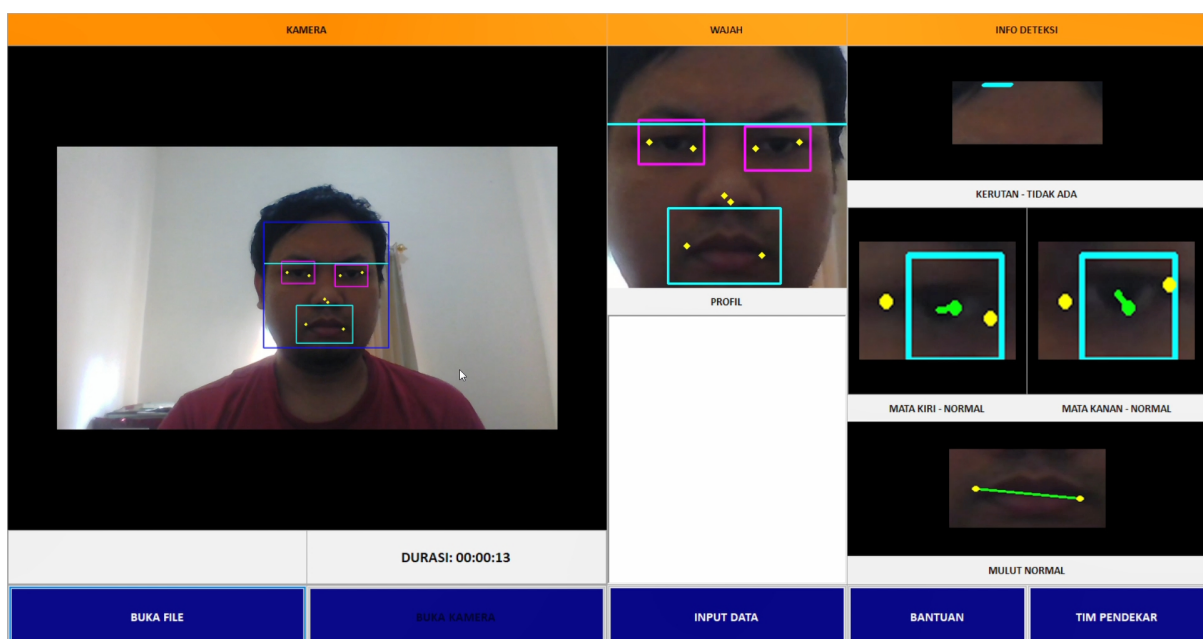 KAMERA
WAJAH
INFO DETEKSI
KERUTAN - TIDAK ADA
PROFIL
MATA KIRI - NORMAL
MATA KANAN - NORMAL
MULUT NORMAL
DURASI: 00:00:13
BUKA FILE
BUKA KAMERA
INPUT DATA
BANTUAN
TIM PENDEKAR